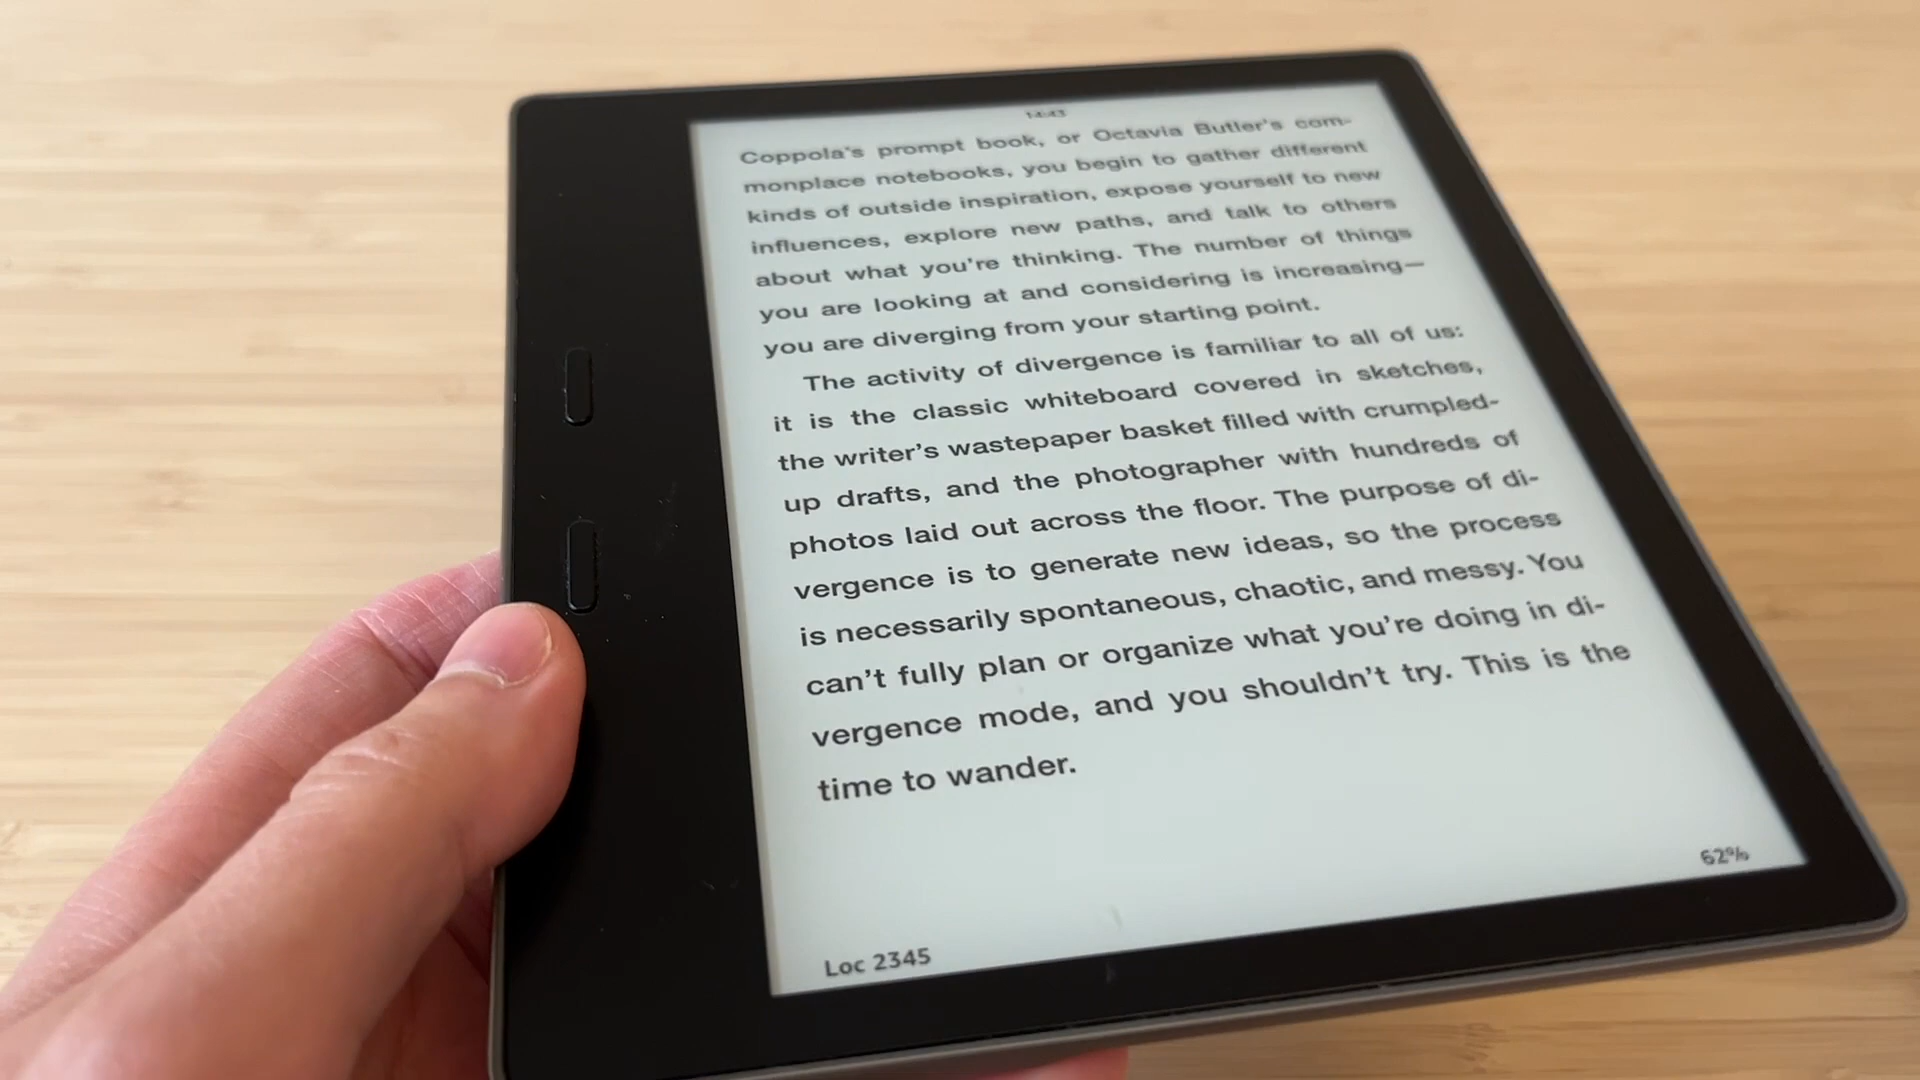 14:43
Coppola's prompt book, or Octavia Butler's com-
monplace notebooks, you begin to gather different
kinds of outside inspiration, expose yourself to new
influences, explore new paths, and talk to others
about what you're thinking. The number of things
you are looking at and considering is increasing—
you are diverging from your starting point.
The activity of divergence is familiar to all of us:
it is the classic whiteboard covered in sketches,
the writer's wastepaper basket filled with crumpled-
up drafts, and the photographer with hundreds of
photos laid out across the floor. The purpose of di-
vergence is to generate new ideas, so the process
is necessarily spontaneous, chaotic, and messy. You
can't fully plan or organize what you're doing in di-
vergence mode, and you shouldn't try. This is the
time to wander.
Loc 2345
62%